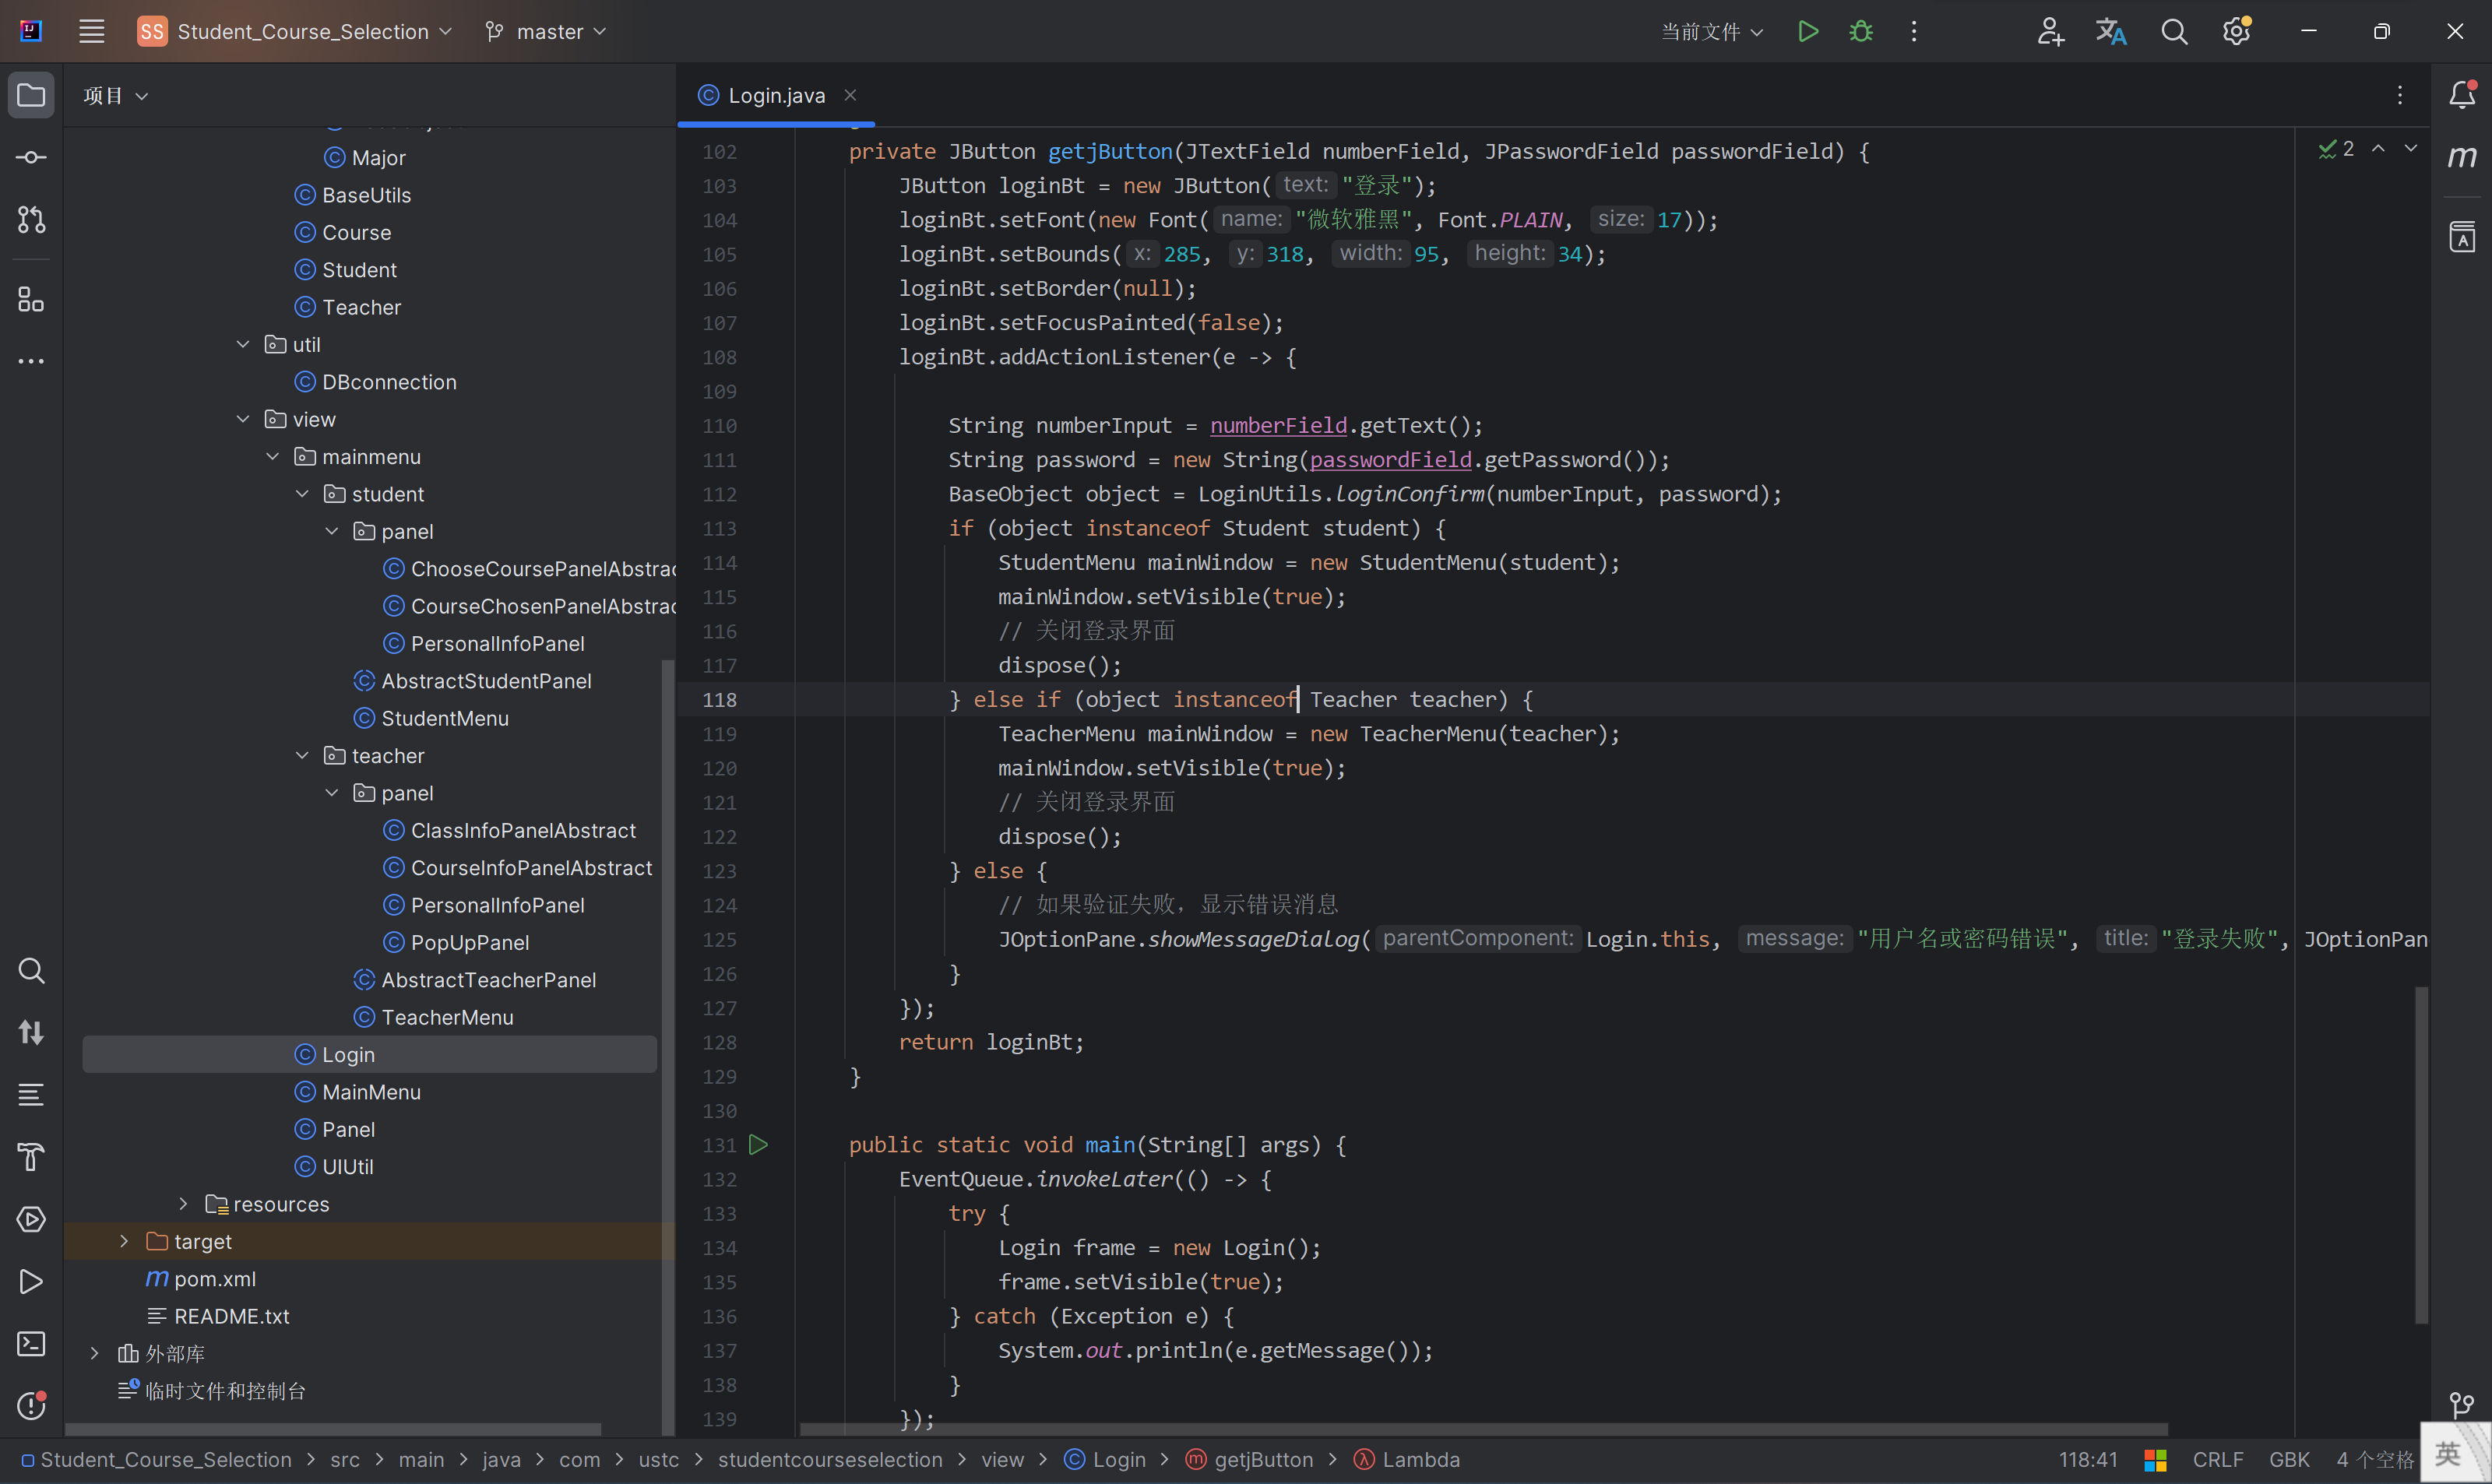 SS Student_Course_Selection master 当前文件
项目
Login.java
Major
BaseUtils
Course
Student
Teacher
util
DBconnection
view
mainmenu
student
panel
ChooseCoursePanelAbstrac
CourseChosenPanelAbstrac
PersonalInfoPanel
AbstractStudentPanel
StudentMenu
teacher
panel
ClassInfoPanelAbstract
CourseInfoPanelAbstract
PersonalInfoPanel
PopUpPanel
AbstractTeacherPanel
TeacherMenu
Login
MainMenu
Panel
UIUtil
resources
target
pom.xml
README.txt
外部库
临时文件和控制台
2
102 private JButton getjButton(JTextField numberField, JPasswordField passwordField) {
103 JButton loginBt = new JButton( text: "登录");
104 loginBt.setFont(new Font( name: "微软雅黑", Font.PLAIN, size: 17));
105 loginBt.setBounds( x: 285, y: 318, width: 95, height: 34);
106 loginBt.setBorder(null);
107 loginBt.setFocusPainted(false);
108 loginBt.addActionListener(e -> {
109
110 String numberInput = numberField.getText();
111 String password = new String(passwordField.getPassword());
112 BaseObject object = LoginUtils.loginConfirm(numberInput, password);
113 if (object instanceof Student student) {
114 StudentMenu mainWindow = new StudentMenu(student);
115 mainWindow.setVisible(true);
116 // 关闭登录界面
117 dispose();
118 } else if (object instanceof Teacher teacher) {
119 TeacherMenu mainWindow = new TeacherMenu(teacher);
120 mainWindow.setVisible(true);
121 // 关闭登录界面
122 dispose();
123 } else {
124 // 如果验证失败，显示错误消息
125 JOptionPane.showMessageDialog( parentComponent: Login.this, message: "用户名或密码错误", title: "登录失败", JOptionPan
126 }
127 });
128 return loginBt;
129 }
130
131 public static void main(String[] args) {
132 EventQueue.invokeLater(() -> {
133 try {
134 Login frame = new Login();
135 frame.setVisible(true);
136 } catch (Exception e) {
137 System.out.println(e.getMessage());
138 }
139 });
Student_Course_Selection > src > main > java > com > ustc > studentcourseselection > view > Login > getjButton > Lambda
118:41 CRLF GBK 4 个空格
英